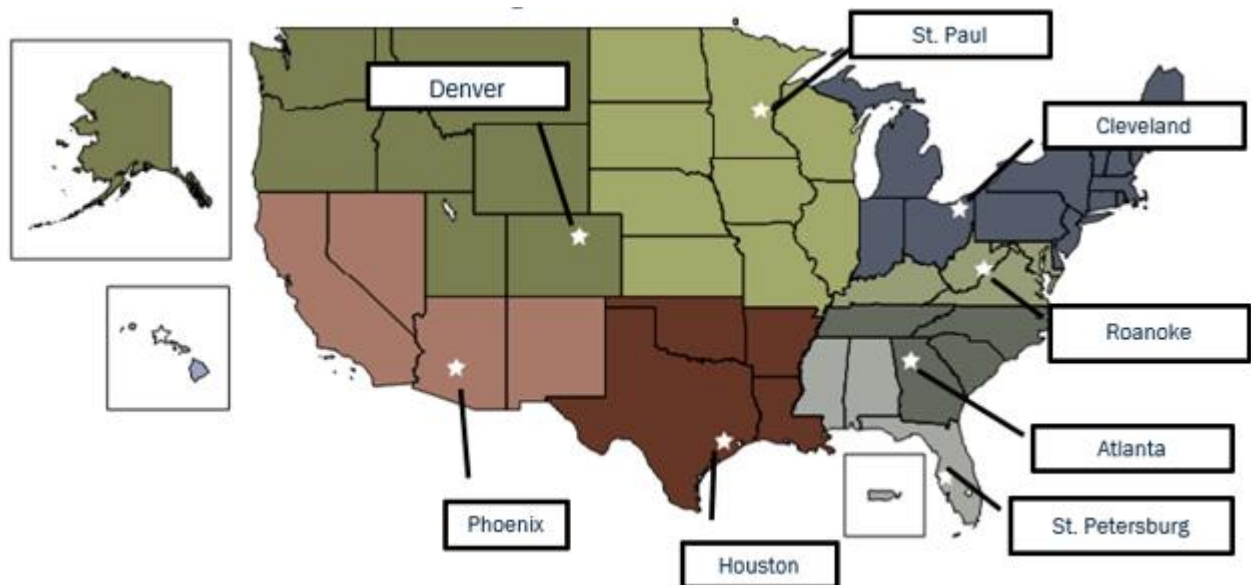 St. Paul
Denver
Cleveland
Roanoke
Atlanta
Phoenix
St. Petersburg
Houston